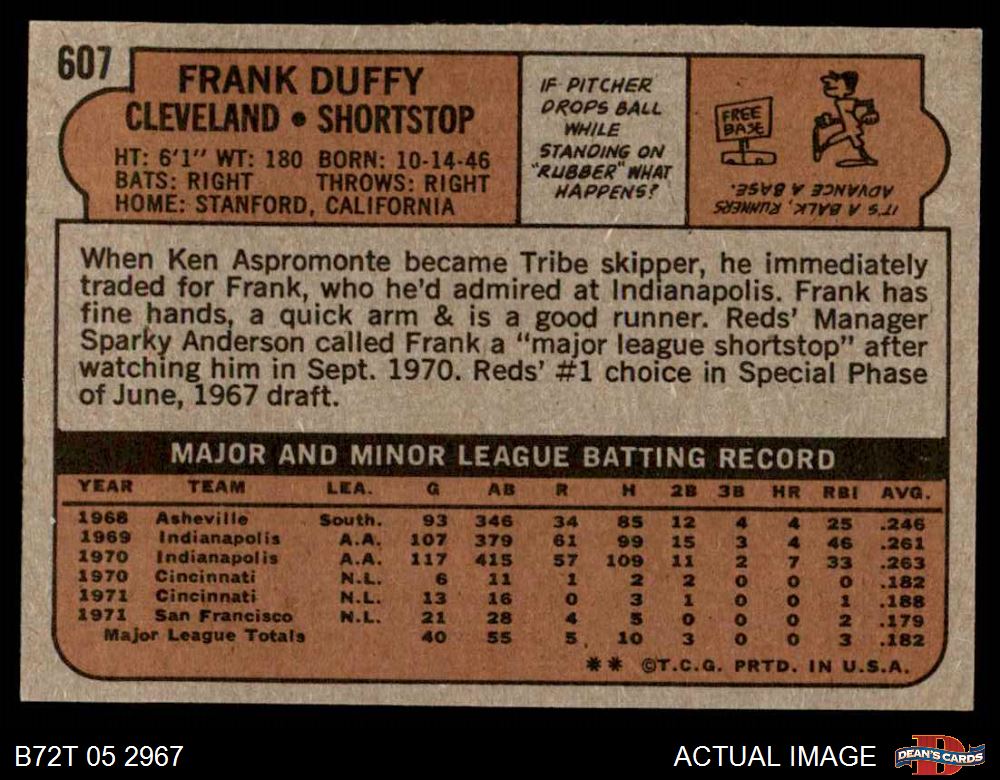 607
FRANK DUFFY
CLEVELAND • SHORTSTOP
HT: 6'1" WT: 180 BORN: 10-14-46
BATS: RIGHT THROWS: RIGHT
HOME: STANFORD, CALIFORNIA
IF PITCHER
DROPS BALL
WHILE
STANDING ON
"RUBBER" WHAT
HAPPENS?
FREE
BASE
IT'S A BALK, RUNNERS
ADVANCE A BASE.
When Ken Aspromonte became Tribe skipper, he immediately
traded for Frank, who he'd admired at Indianapolis. Frank has
fine hands, a quick arm & is a good runner. Reds' Manager
Sparky Anderson called Frank a "major league shortstop" after
watching him in Sept. 1970. Reds' #1 choice in Special Phase
of June, 1967 draft.
MAJOR AND MINOR LEAGUE BATTING RECORD
YEAR TEAM LEA. G AB R H 2B 3B HR RBI AVG.
1968 Asheville South. 93 346 34 85 12 4 4 25 .246
1969 Indianapolis A.A. 107 379 61 99 15 3 4 46 .261
1970 Indianapolis A.A. 117 415 57 109 11 2 7 33 .263
1970 Cincinnati N.L. 6 11 1 2 2 0 0 0 .182
1971 Cincinnati N.L. 13 16 0 3 1 0 0 1 .188
1971 San Francisco N.L. 21 28 4 5 0 0 0 2 .179
Major League Totals 40 55 5 10 3 0 0 3 .182
** ©T.C.G. PRTD. IN U.S.A.
B72T 05 2967
ACTUAL IMAGE
DEAN'S CARDS